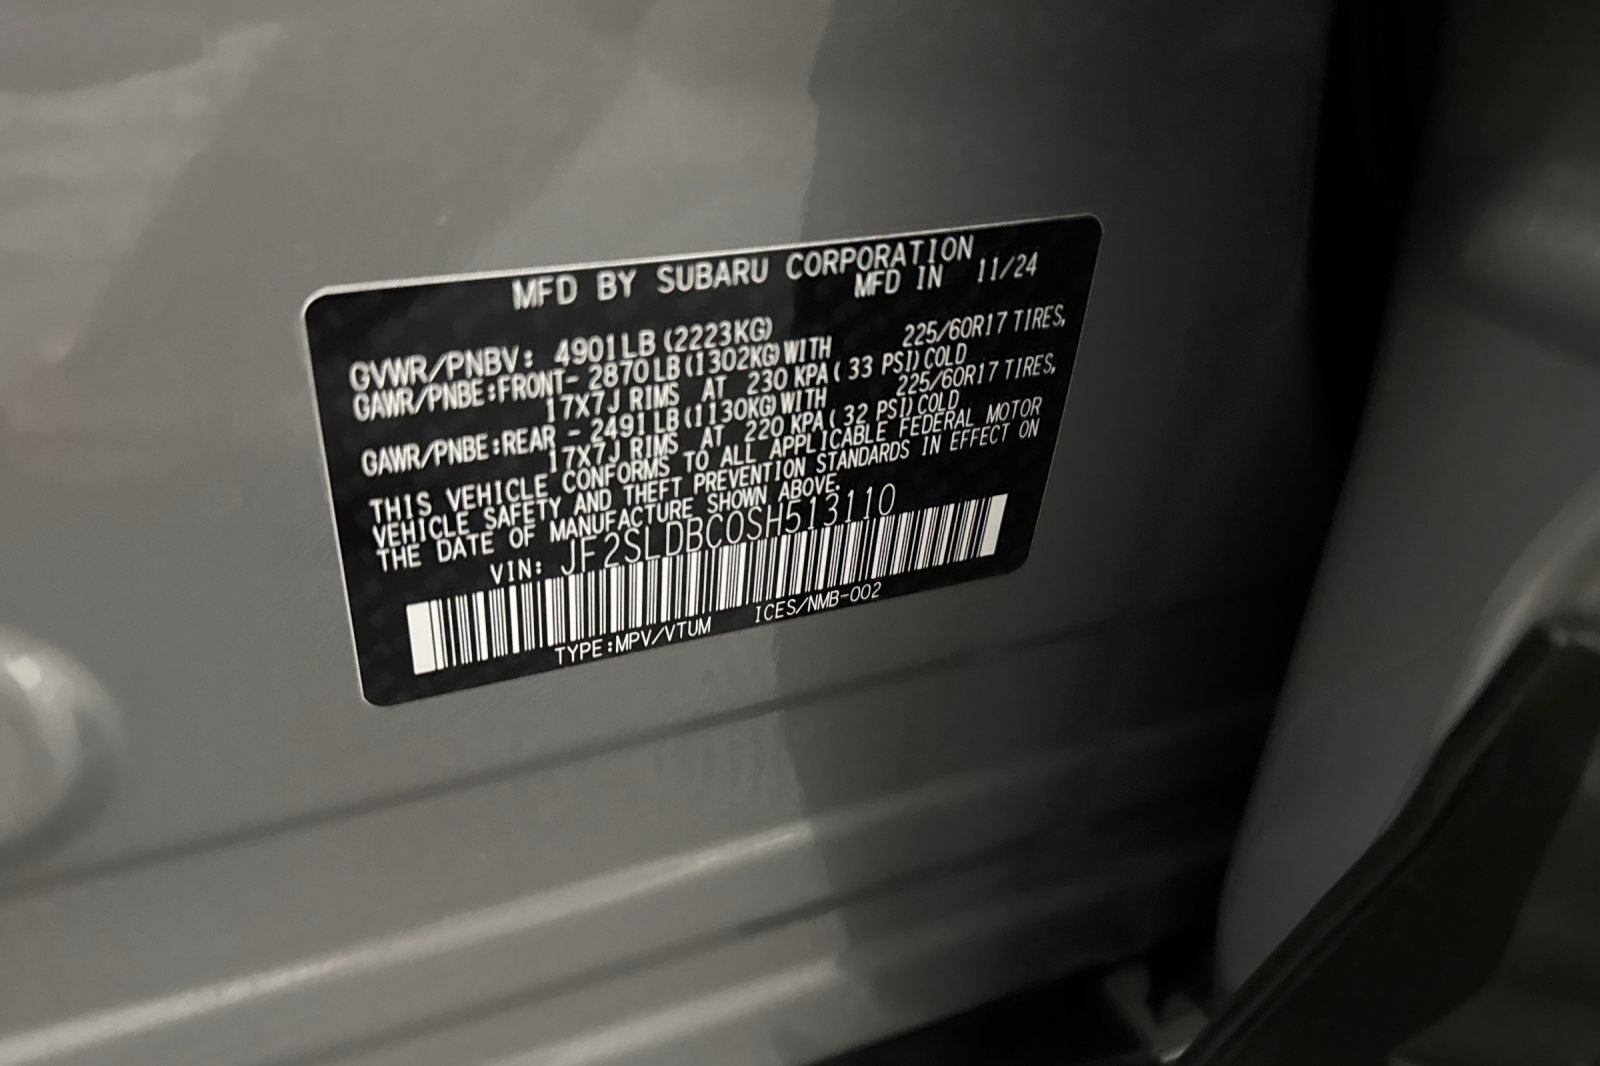 MFD BY SUBARU CORPORATION
MFD IN 11/24
GVWR/PNBV: 4901LB (2223KG)
GAWR/PNBE:FRONT- 2870LB (1302KG) WITH 225/60R17 TIRES,
17X7J RIMS AT 230 KPA ( 33 PSI) COLD
GAWR/PNBE:REAR - 2491LB (1130KG) WITH 225/60R17 TIRES,
17X7J RIMS AT 220 KPA ( 32 PSI) COLD
THIS VEHICLE CONFORMS TO ALL APPLICABLE FEDERAL MOTOR
VEHICLE SAFETY AND THEFT PREVENTION STANDARDS IN EFFECT ON
THE DATE OF MANUFACTURE SHOWN ABOVE.
VIN: JF2SLDBC0SH513110
TYPE:MPV/VTUM ICES/NMB-002